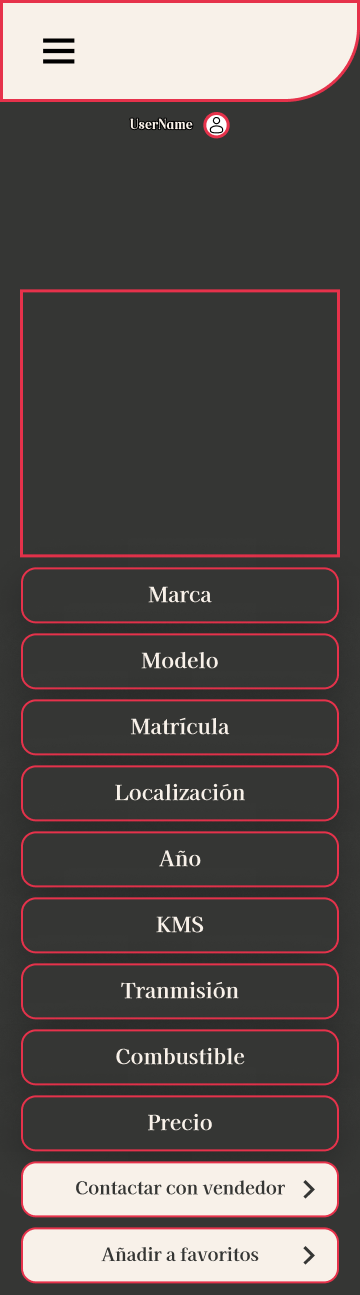 UserName
Marca
Modelo
Matrícula
Localización
Año
KMS
Tranmisión
Combustible
Precio
Contactar con vendedor
Añadir a favoritos